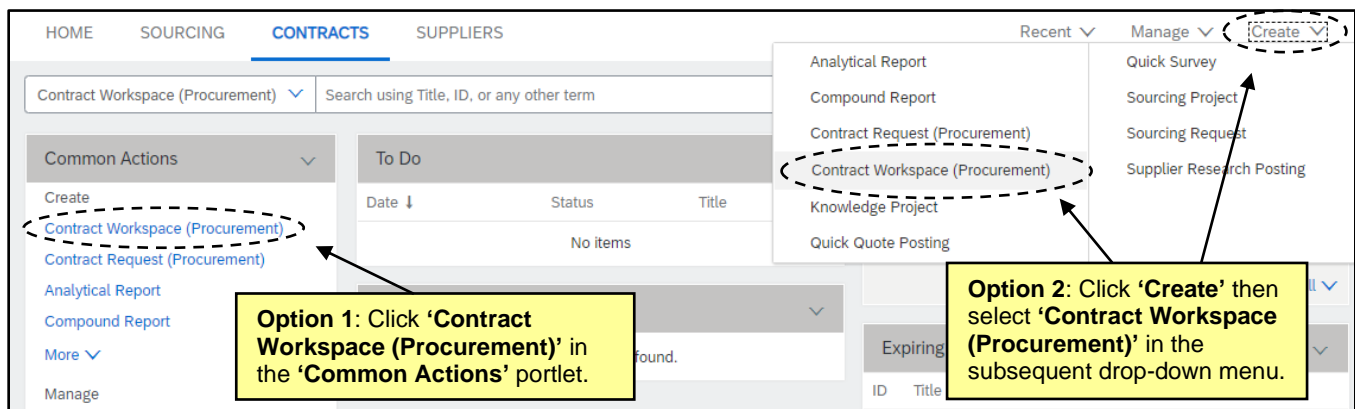 HOME SOURCING CONTRACTS SUPPLIERS Recent Manage Create
Contract Workspace (Procurement) Search using Title, ID, or any other term
Analytical Report Quick Survey
Compound Report Sourcing Project
Contract Request (Procurement) Sourcing Request
Contract Workspace (Procurement) Supplier Research Posting
Knowledge Project
Quick Quote Posting
Common Actions
Create
Contract Workspace (Procurement)
Contract Request (Procurement)
Analytical Report
Compound Report
More
Manage
To Do
Date ↓ Status Title
No items
found.
Option 1: Click ‘Contract
Workspace (Procurement)’ in
the ‘Common Actions’ portlet.
Option 2: Click ‘Create’ then
select ‘Contract Workspace
(Procurement)’ in the
subsequent drop-down menu.
Expiring
ID Title